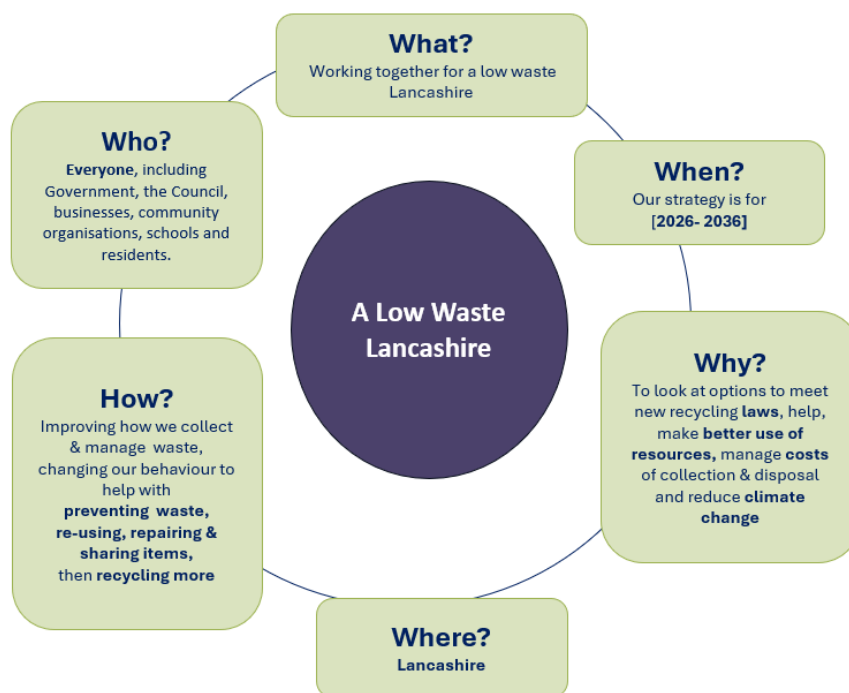 What?
Working together for a low waste
Lancashire
When?
Our strategy is for
[2026- 2036]
Why?
To look at options to meet
new recycling laws, help,
make better use of
resources, manage costs
of collection & disposal
and reduce climate
change
Where?
Lancashire
How?
Improving how we collect
& manage waste,
changing our behaviour to
help with
preventing waste,
re-using, repairing &
sharing items,
then recycling more
Who?
Everyone, including
Government, the Council,
businesses, community
organisations, schools and
residents.
A Low Waste
Lancashire